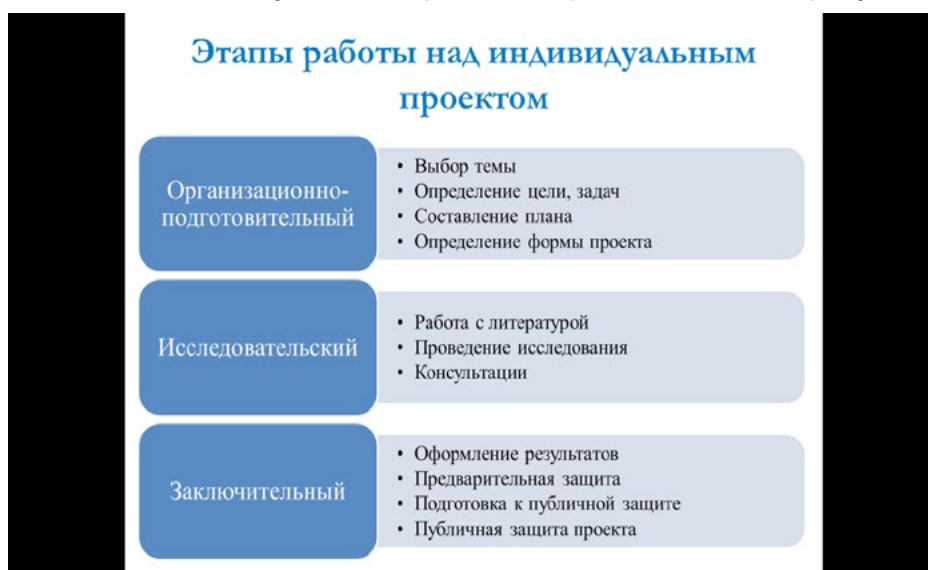 Этапы работы над индивидуальным
проектом
Организационно-
подготовительный
• Выбор темы
• Определение цели, задач
• Составление плана
• Определение формы проекта
Исследовательский
• Работа с литературой
• Проведение исследования
• Консультации
Заключительный
• Оформление результатов
• Предварительная защита
• Подготовка к публичной защите
• Публичная защита проекта